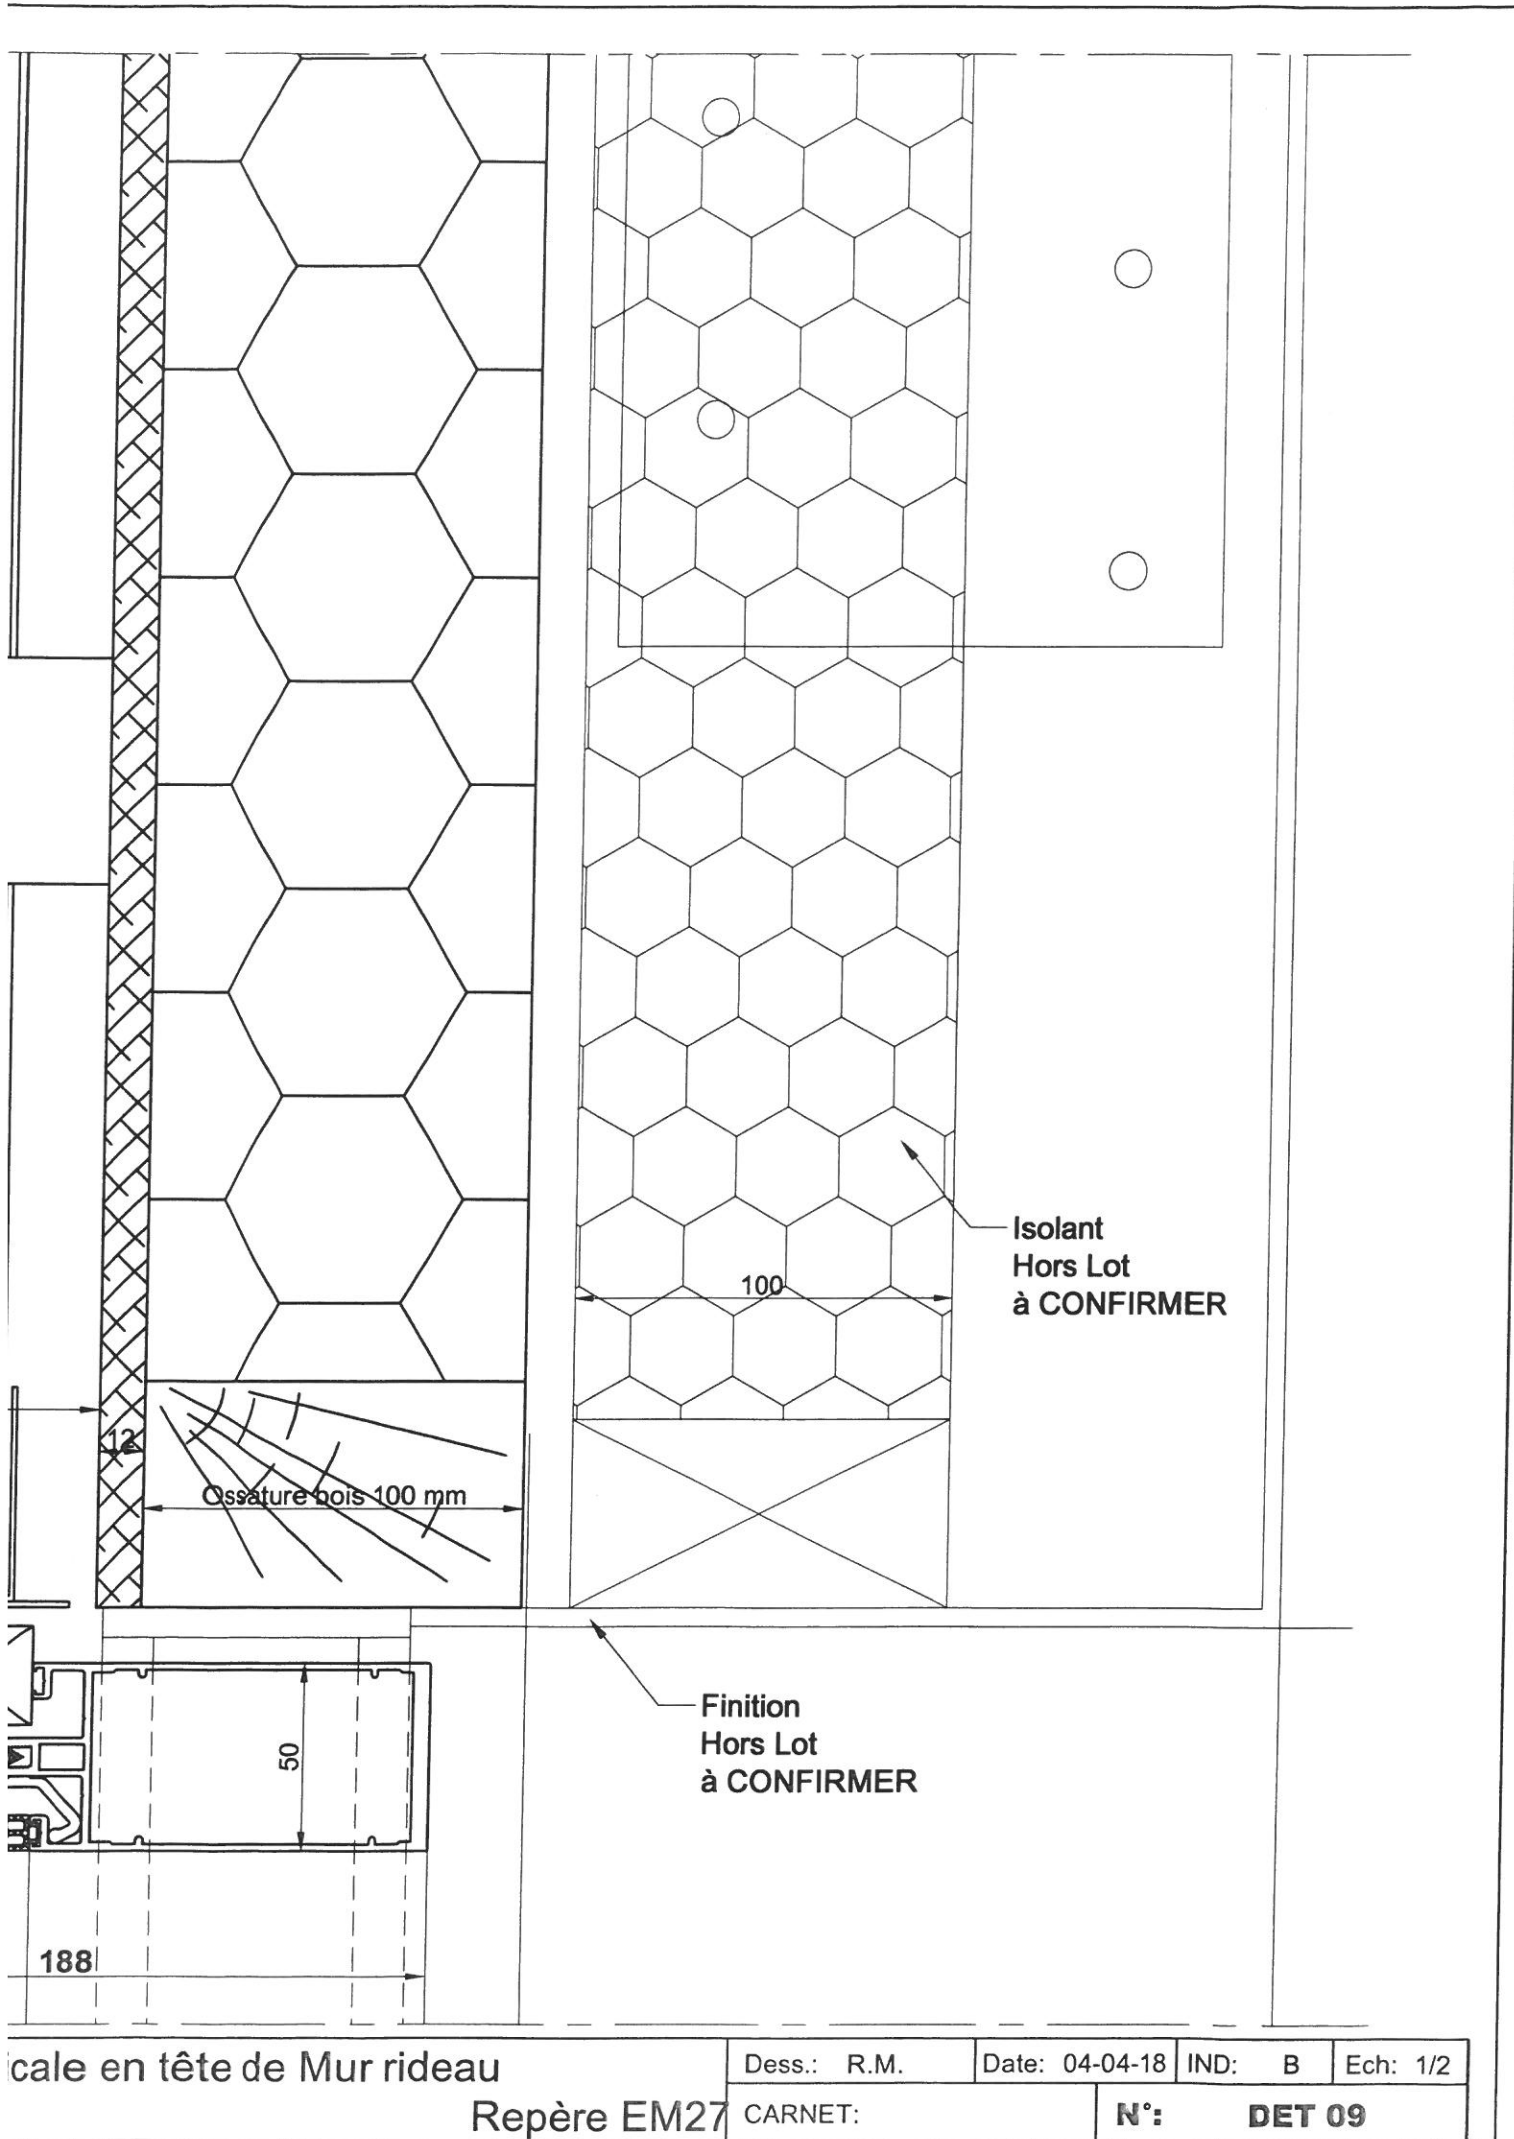 Isolant
Hors Lot
à CONFIRMER
100
12
Ossature bois 100 mm
Finition
Hors Lot
à CONFIRMER
50
188
icale en tête de Mur rideau
Repère EM27
Dess.: R.M. Date: 04-04-18 IND: B Ech: 1/2
CARNET: N°: DET 09